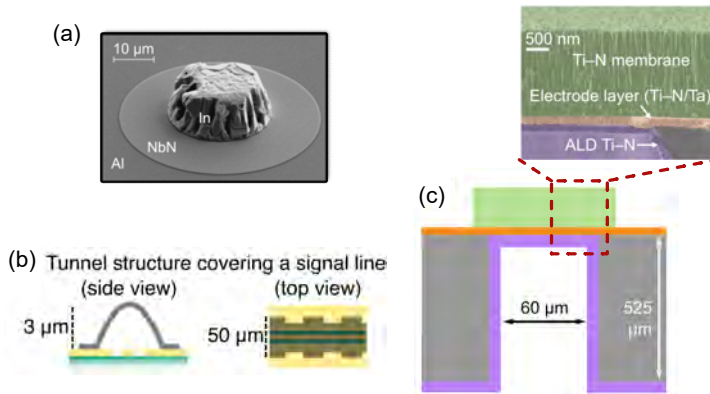 (a)
10 μm
In
NbN
Al
500 nm
Ti–N membrane
Electrode layer (Ti–N/Ta)
ALD Ti–N
(b)
Tunnel structure covering a signal line
(side view)
(top view)
3 μm
50 μm
(c)
60 μm
525
μm